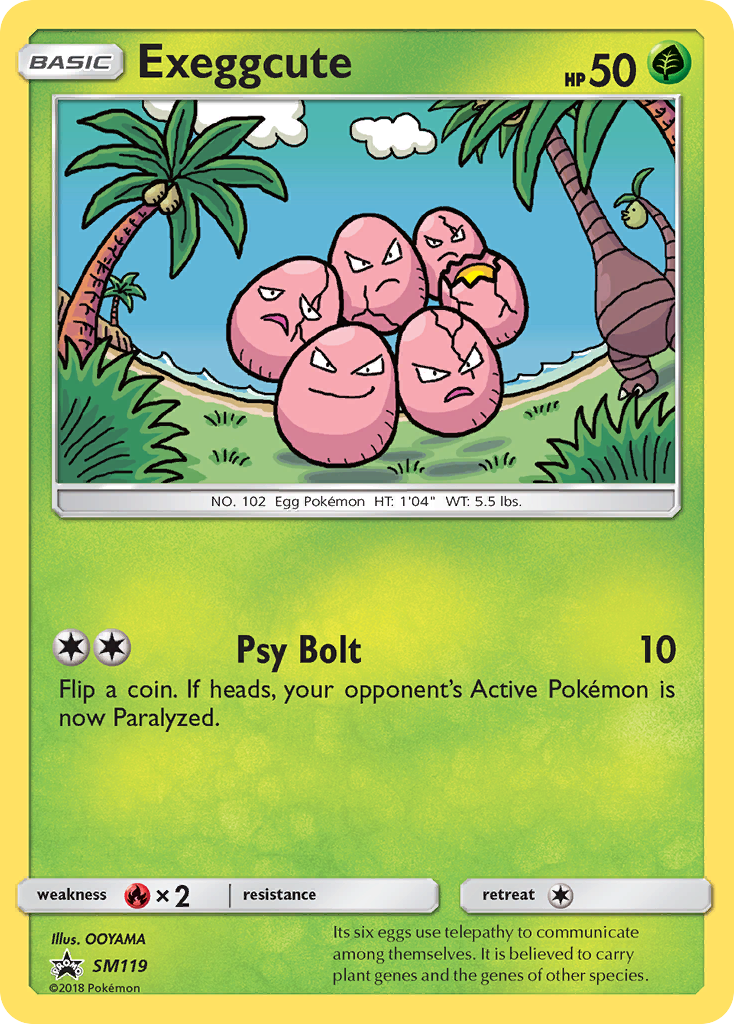 BASIC Exeggcute HP 50
NO. 102 Egg Pokémon HT: 1'04" WT: 5.5 lbs.
Psy Bolt 10
Flip a coin. If heads, your opponent's Active Pokémon is
now Paralyzed.
weakness × 2 resistance retreat
Illus. OOYAMA
PROMO SM119
©2018 Pokémon
Its six eggs use telepathy to communicate
among themselves. It is believed to carry
plant genes and the genes of other species.